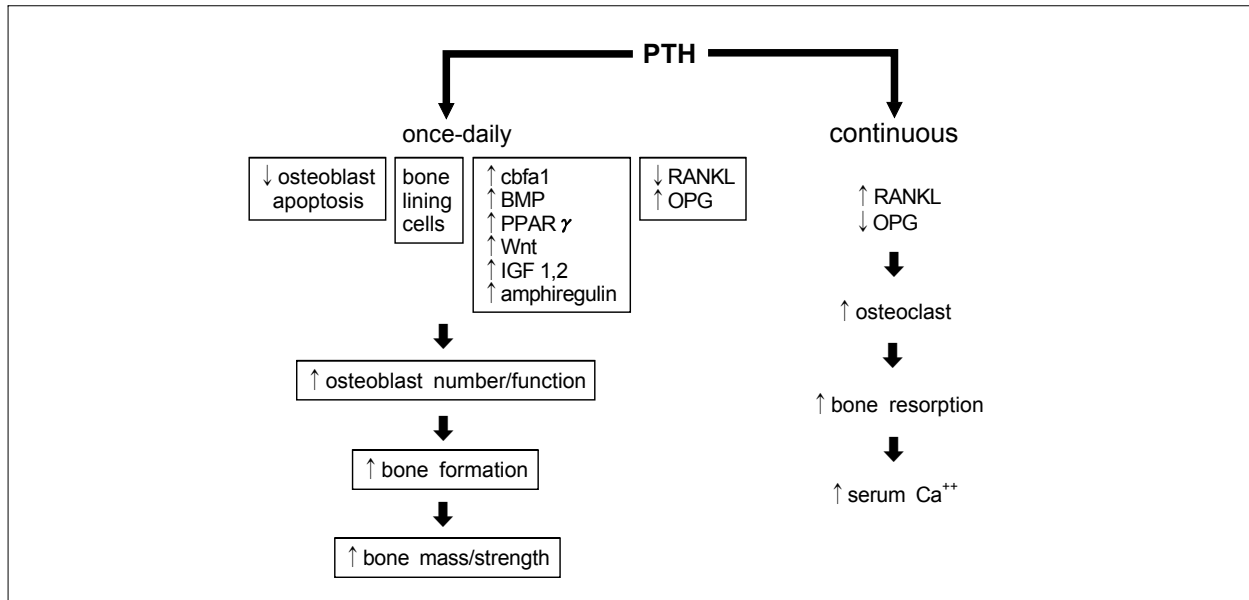 PTH
once-daily
↓ osteoblast
apoptosis
bone
lining
cells
↑ cbfa1
↑ BMP
↑ PPAR γ
↑ Wnt
↑ IGF 1,2
↑ amphiregulin
↓ RANKL
↑ OPG
↑ osteoblast number/function
↑ bone formation
↑ bone mass/strength
continuous
↑ RANKL
↓ OPG
↑ osteoclast
↑ bone resorption
↑ serum Ca⁺⁺